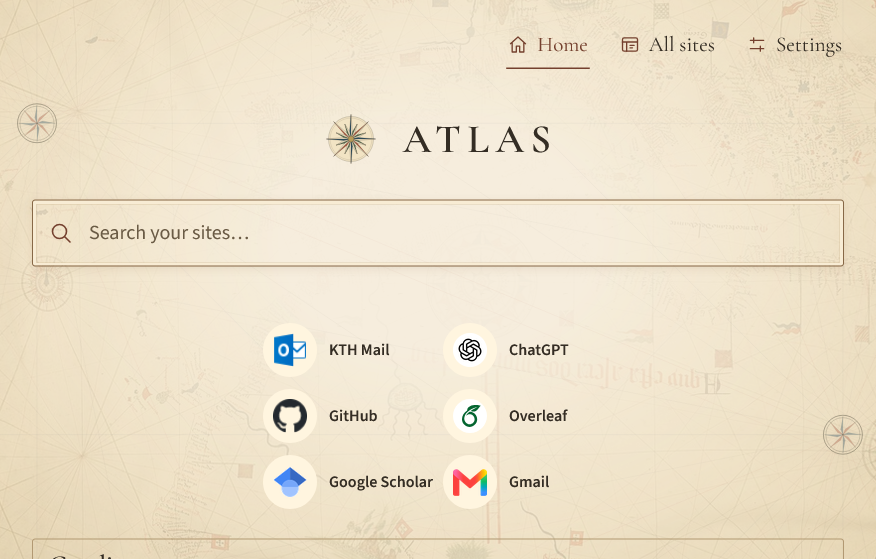 Home
All sites
Settings
ATLAS
Search your sites…
KTH Mail
ChatGPT
GitHub
Overleaf
Google Scholar
Gmail